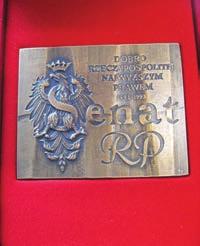 DOBRO
RZECZYPOSPOLITEJ
NAJWYŻSZYM
PRAWEM
Senat
RP